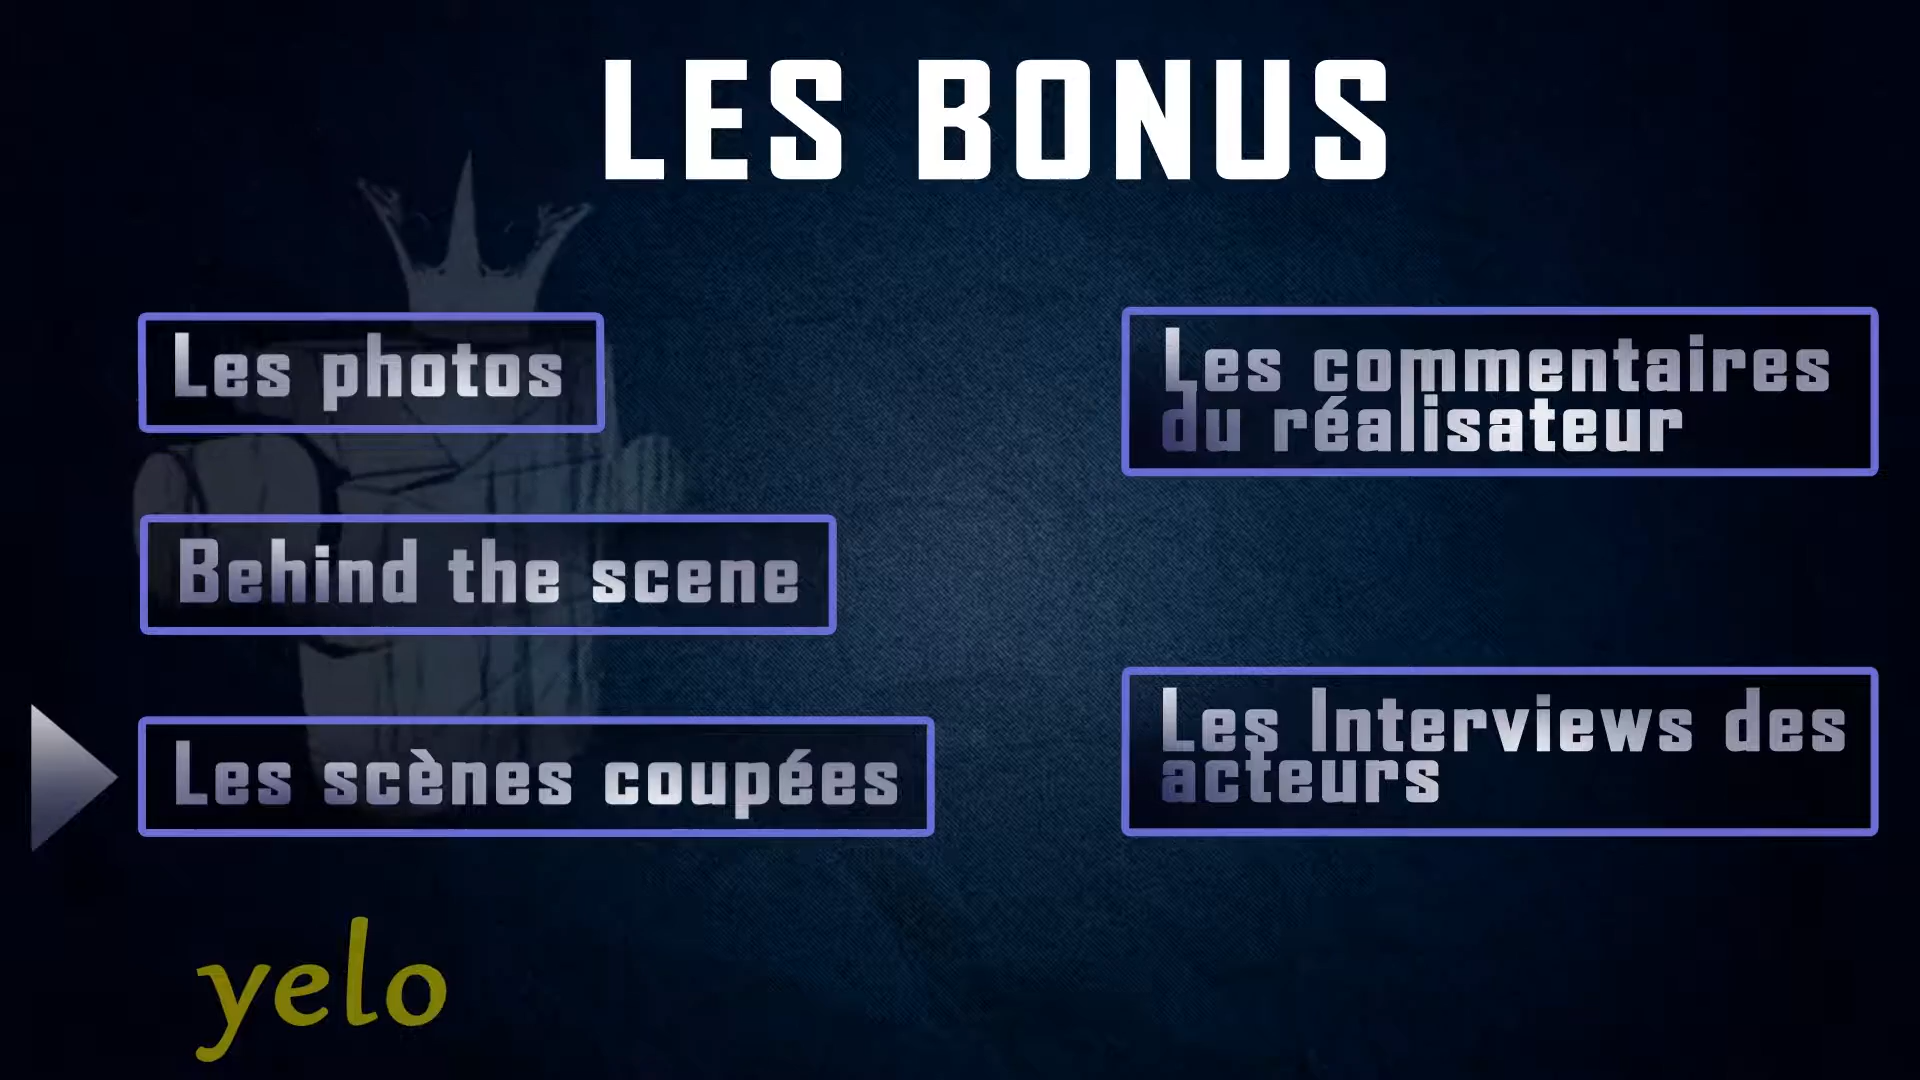 LES BONUS
Les photos
Les commentaires
du réalisateur
Behind the scene
Les scènes coupées
Les Interviews des
acteurs
yelo